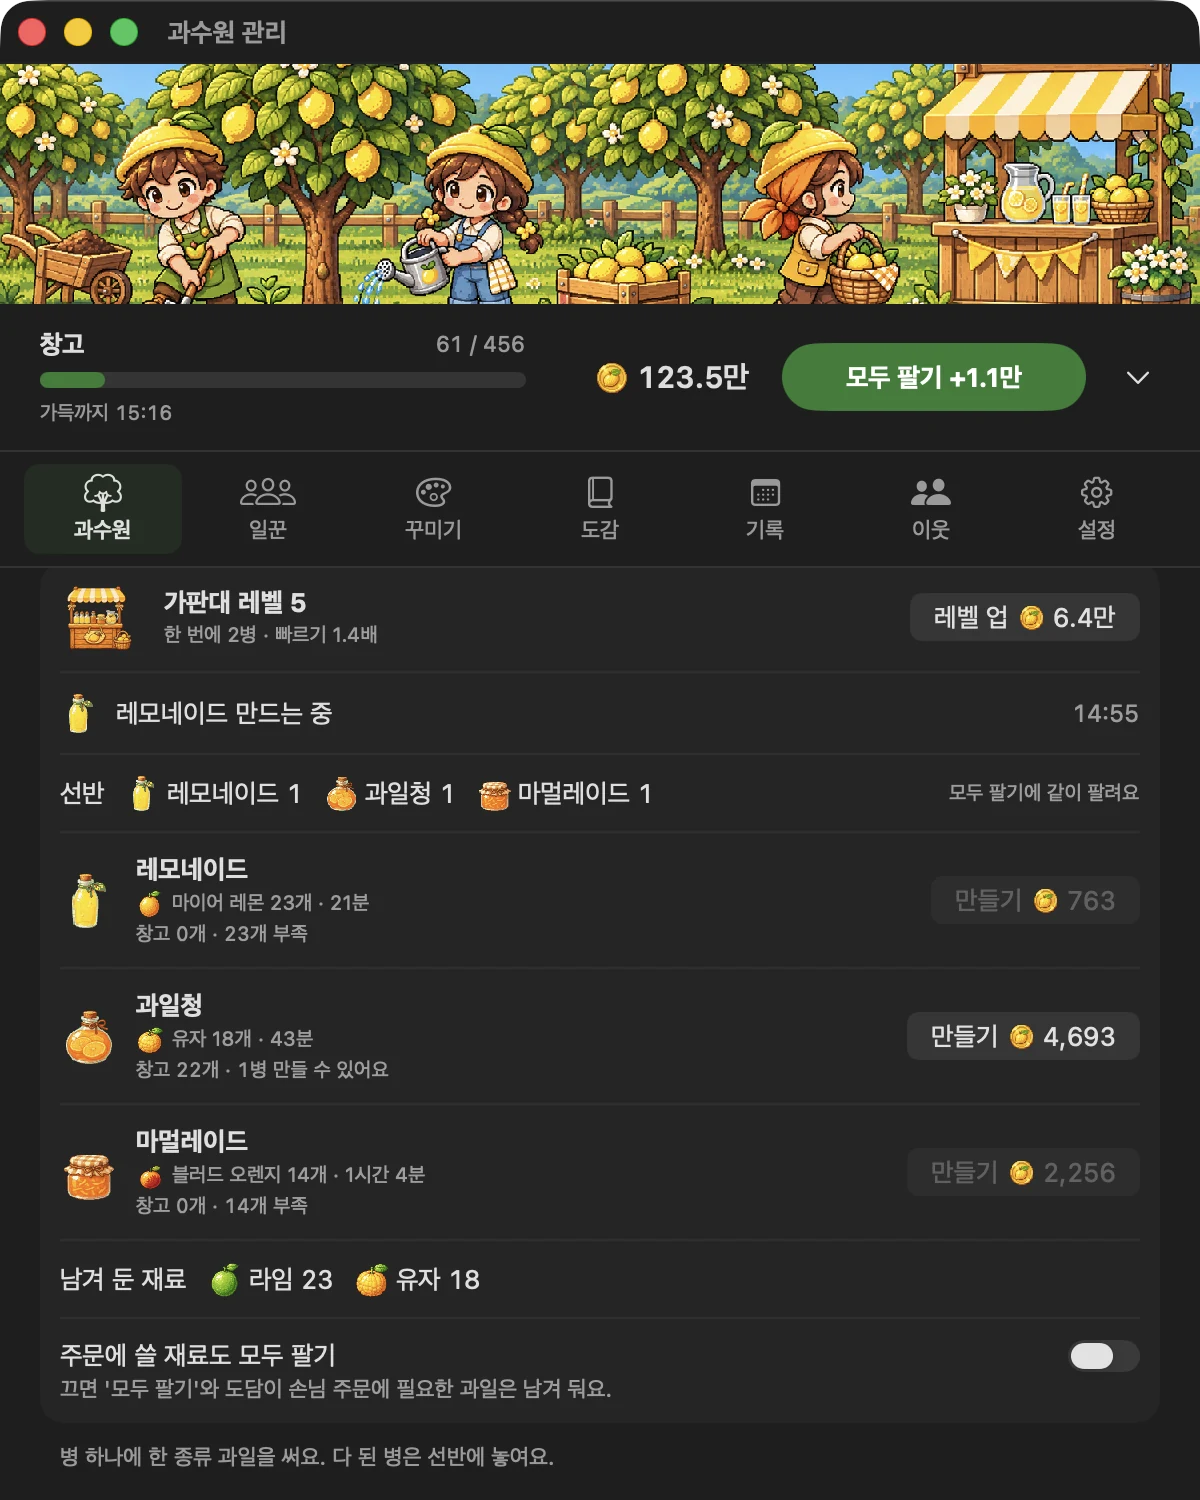 과수원 관리
창고
61 / 456
가득까지 15:16
123.5만
모두 팔기 +1.1만
과수원
일꾼
꾸미기
도감
기록
이웃
설정
가판대 레벨 5
한 번에 2병 · 빠르기 1.4배
레벨 업 6.4만
레모네이드 만드는 중
14:55
선반 레모네이드 1 과일청 1 마멀레이드 1
모두 팔기에 같이 팔려요
레모네이드
마이어 레몬 23개 · 21분
창고 0개 · 23개 부족
만들기 763
과일청
유자 18개 · 43분
창고 22개 · 1병 만들 수 있어요
만들기 4,693
마멀레이드
블러드 오렌지 14개 · 1시간 4분
창고 0개 · 14개 부족
만들기 2,256
남겨 둔 재료 라임 23 유자 18
주문에 쓸 재료도 모두 팔기
끄면 '모두 팔기'와 도담이 손님 주문에 필요한 과일은 남겨 둬요.
병 하나에 한 종류 과일을 써요. 다 된 병은 선반에 놓여요.